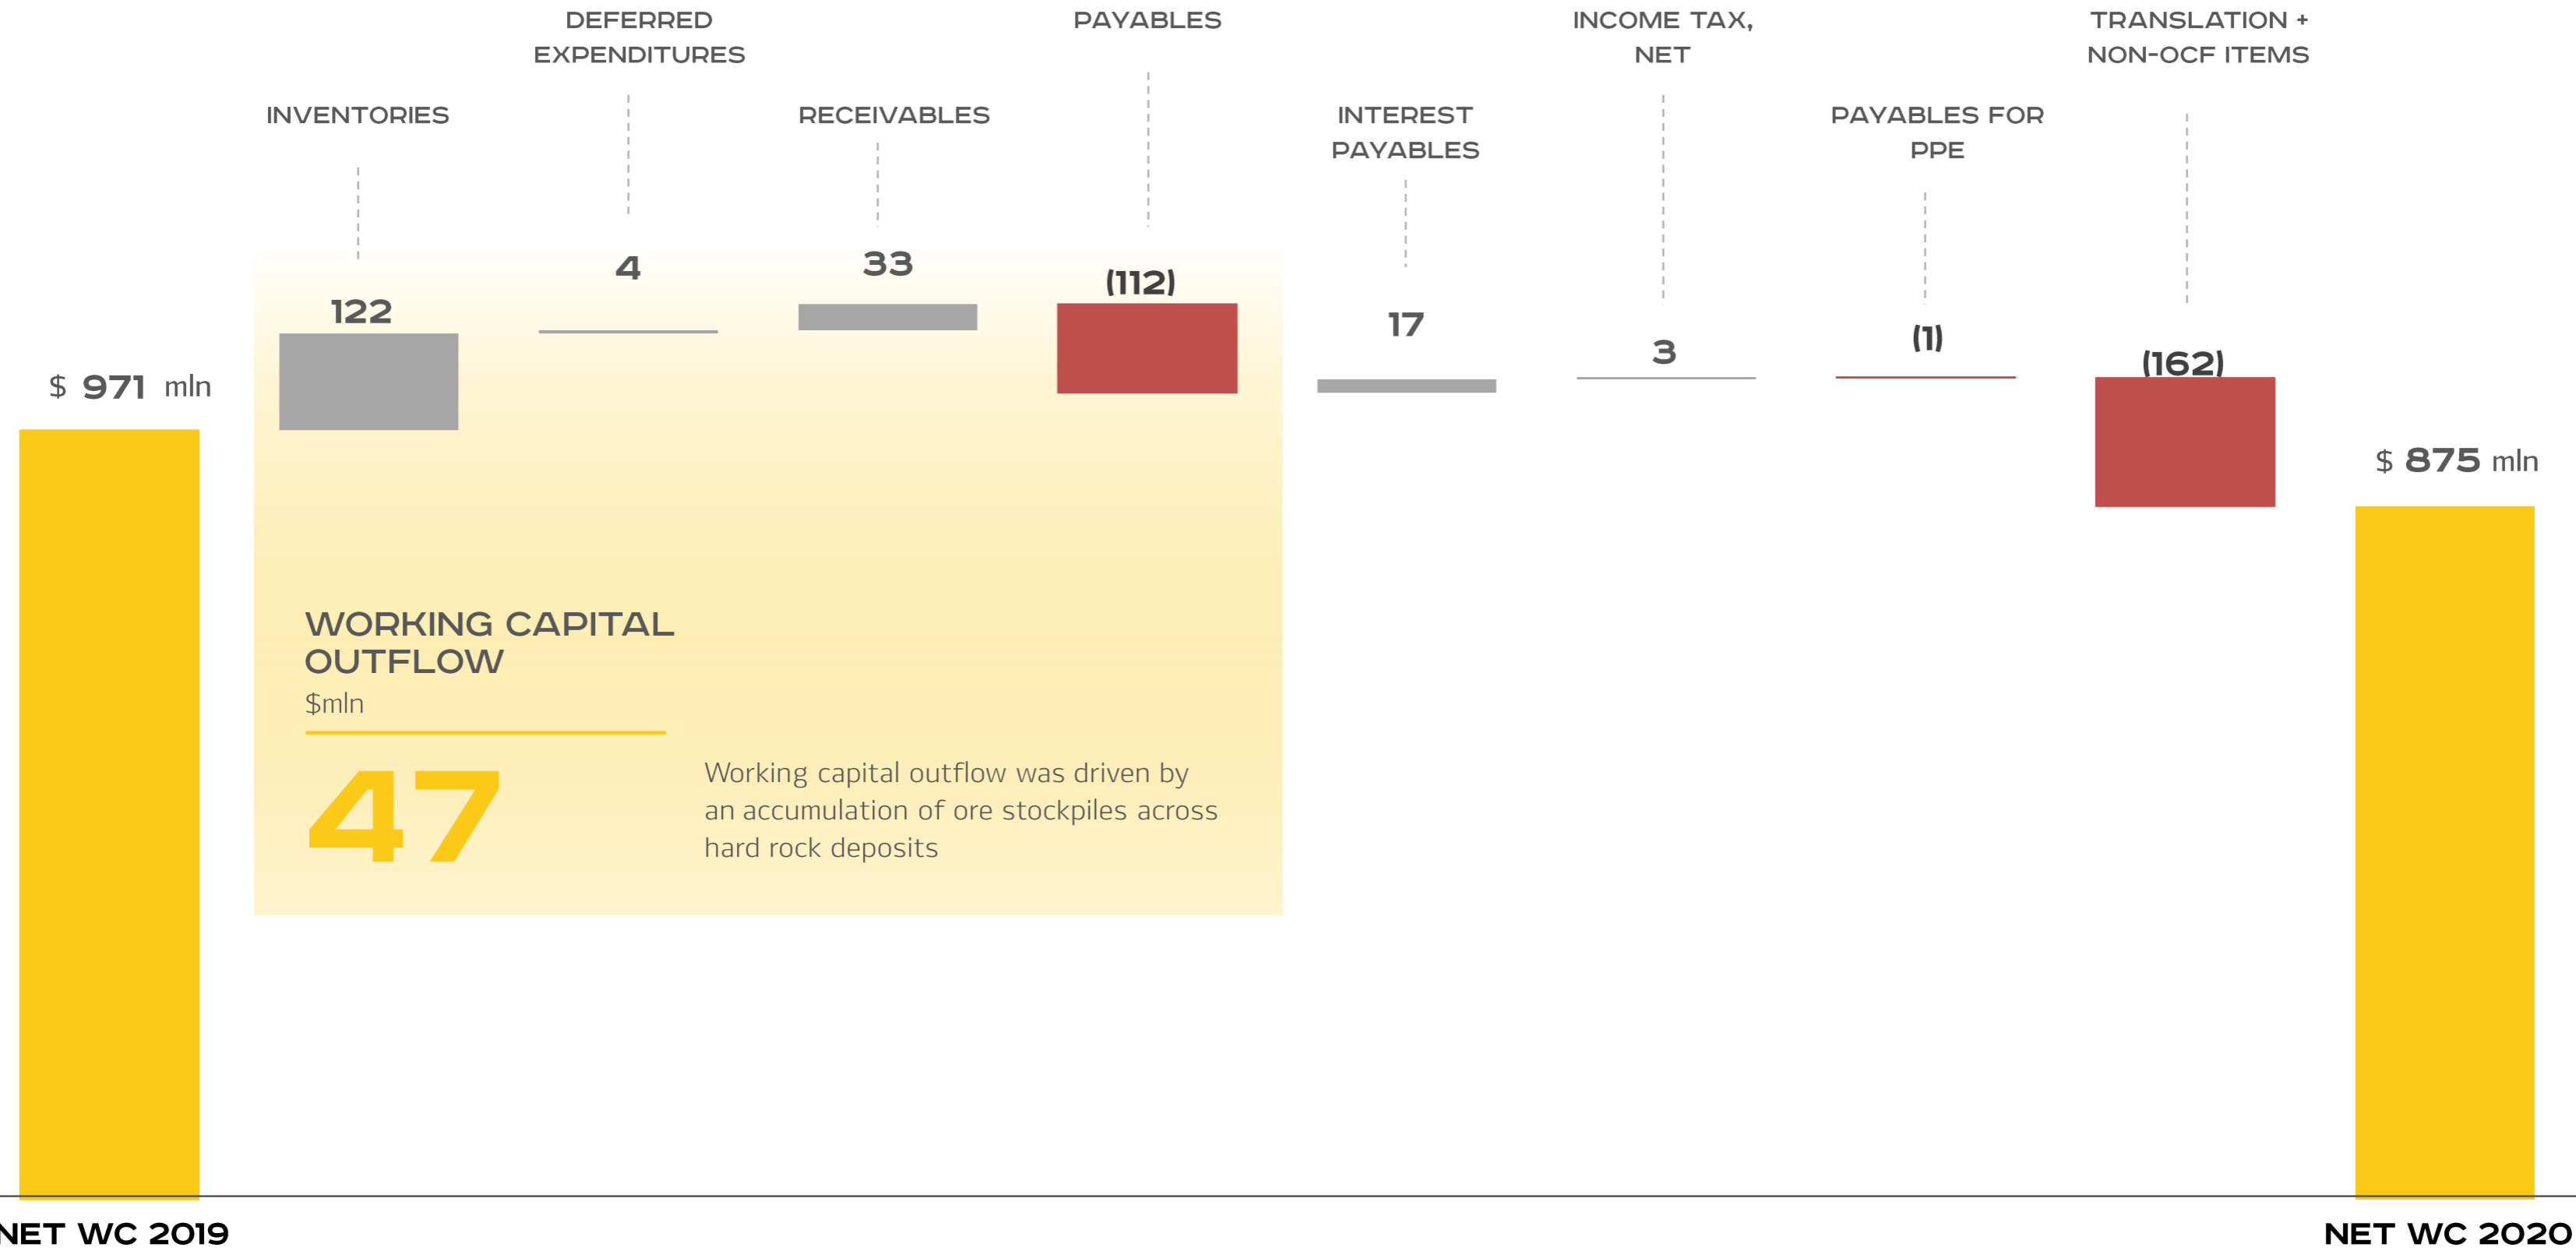 DEFERRED
EXPENDITURES
PAYABLES
INCOME TAX,
NET
TRANSLATION +
NON-OCF ITEMS
INVENTORIES
RECEIVABLES
INTEREST
PAYABLES
PAYABLES FOR
PPE
122
4
33
(112)
17
3
(1)
(162)
$ 971 mln
$ 875 mln
WORKING CAPITAL
OUTFLOW
$mln
47
Working capital outflow was driven by
an accumulation of ore stockpiles across
hard rock deposits
NET WC 2019
NET WC 2020